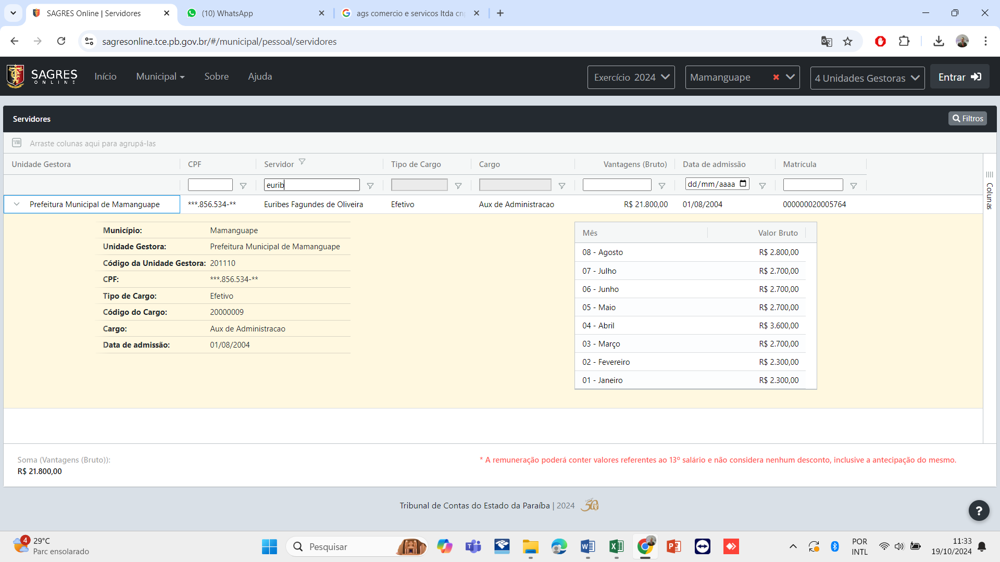 SAGRES Online | Servidores
(10) WhatsApp
ags comercio e servicos ltda cnp
sagresonline.tce.pb.gov.br/#/municipal/pessoal/servidores
SAGRES
ONLINE
Início
Municipal
Sobre
Ajuda
Exercício 2024
Mamanguape
4 Unidades Gestoras
Entrar
Servidores
Filtros
Arraste colunas aqui para agrupá-las
Unidade Gestora
CPF
Servidor
Tipo de Cargo
Cargo
Vantagens (Bruto)
Data de admissão
Matrícula
Colunas
eurib
dd/mm/aaaa
Prefeitura Municipal de Mamanguape
***.856.534-**
Euribes Fagundes de Oliveira
Efetivo
Aux de Administracao
R$ 21.800,00
01/08/2004
000000020005764
Município: Mamanguape
Unidade Gestora: Prefeitura Municipal de Mamanguape
Código da Unidade Gestora: 201110
CPF: ***.856.534-**
Tipo de Cargo: Efetivo
Código do Cargo: 20000009
Cargo: Aux de Administracao
Data de admissão: 01/08/2004
Mês Valor Bruto
08 - Agosto R$ 2.800,00
07 - Julho R$ 2.700,00
06 - Junho R$ 2.700,00
05 - Maio R$ 2.700,00
04 - Abril R$ 3.600,00
03 - Março R$ 2.700,00
02 - Fevereiro R$ 2.300,00
01 - Janeiro R$ 2.300,00
Soma (Vantagens (Bruto)):
R$ 21.800,00
* A remuneração poderá conter valores referentes ao 13º salário e não considera nenhum desconto, inclusive a antecipação do mesmo.
Tribunal de Contas do Estado da Paraíba | 2024
50
?
4
29°C
Parc ensolarado
Pesquisar
POR
INTL
11:33
19/10/2024